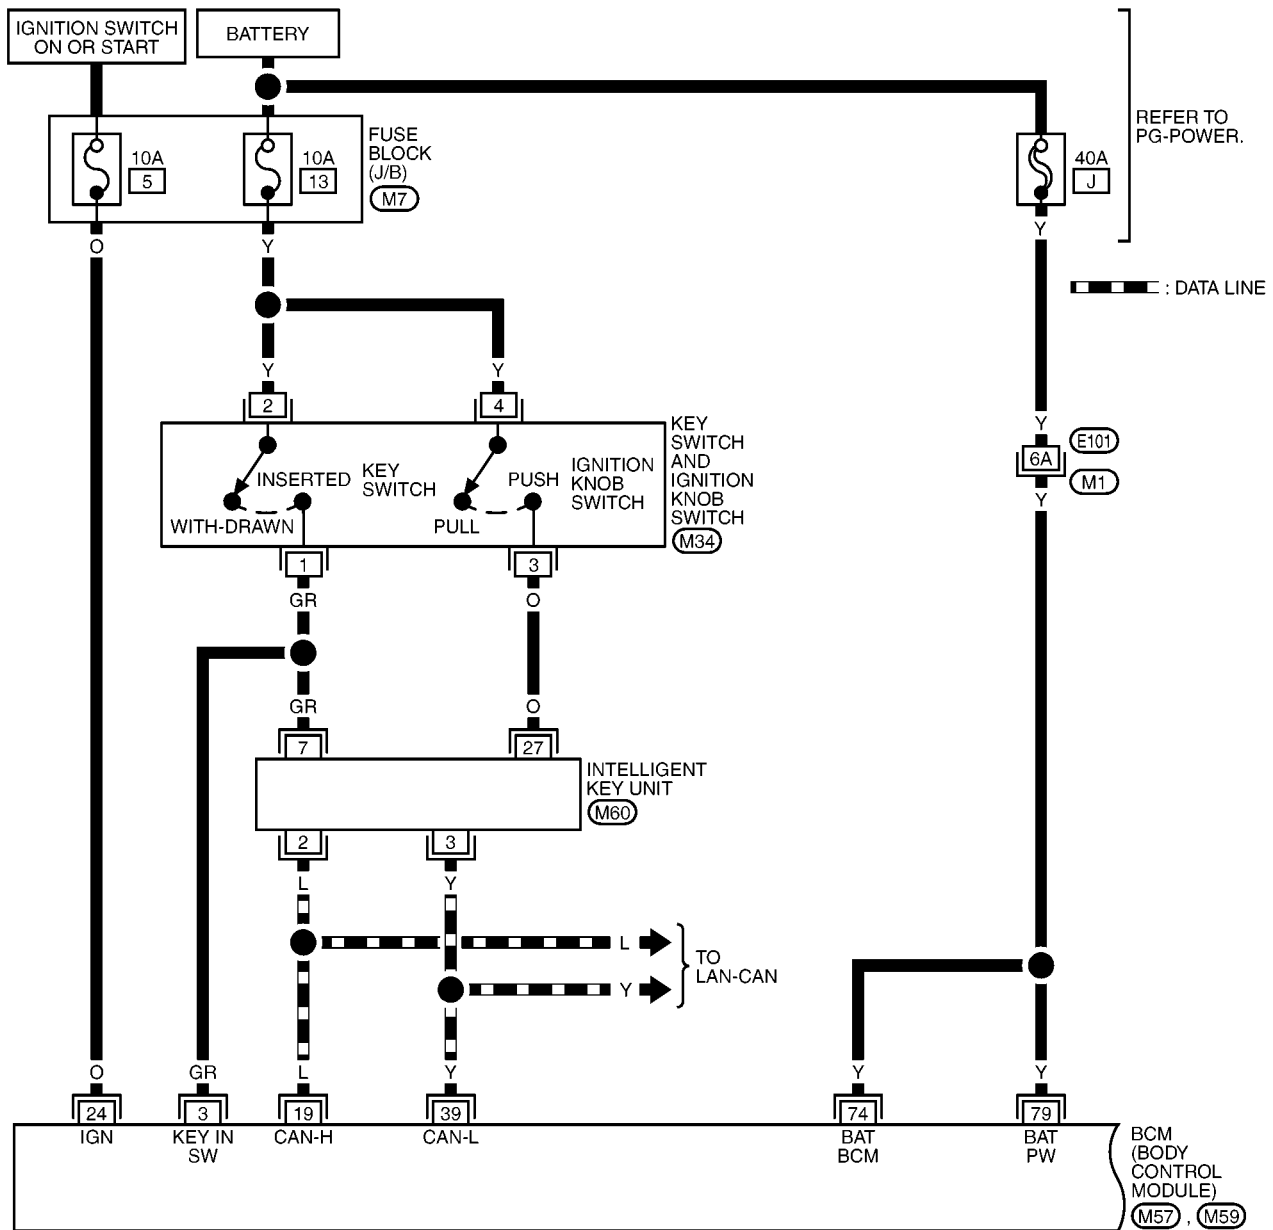 IGNITION SWITCH
ON OR START
BATTERY
REFER TO
PG-POWER.
FUSE
BLOCK
(J/B)
M7
10A
5
10A
13
40A
J
O
Y
Y
: DATA LINE
Y
Y
2
4
KEY
SWITCH
AND
IGNITION
KNOB
SWITCH
M34
INSERTED
KEY
SWITCH
WITH-DRAWN
PUSH
IGNITION
KNOB
SWITCH
PULL
Y
6A
E101
M1
Y
1
3
GR
O
GR
O
7
27
INTELLIGENT
KEY UNIT
M60
2
3
L
Y
L
Y
TO
LAN-CAN
O
GR
L
Y
Y
Y
24
3
19
39
74
79
IGN
KEY IN
SW
CAN-H
CAN-L
BAT
BCM
BAT
PW
BCM
(BODY
CONTROL
MODULE)
M57 , M59